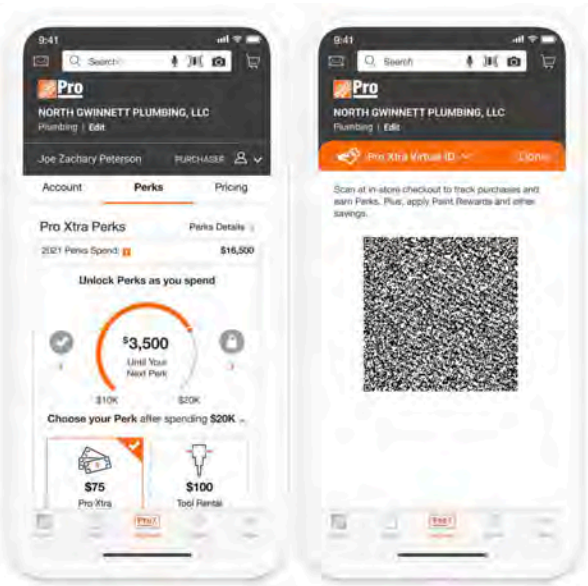 9:41
Search
Pro
NORTH GWINNETT PLUMBING, LLC
Plumbing | Edit
Joe Zachary Peterson PURCHASER
Account Perks Pricing
Pro Xtra Perks Perks Details
2021 Perks Spend: $16,500
Unlock Perks as you spend
$3,500
Until Your
Next Perk
$10K $20K
Choose your Perk after spending $20K
$75 $100
Pro Xtra Tool Rental
9:41
Search
Pro
NORTH GWINNETT PLUMBING, LLC
Plumbing | Edit
Pro Xtra Virtual ID
Scan at in-store checkout to track purchases and
earn Perks. Plus, apply Paint Rewards and other
savings.